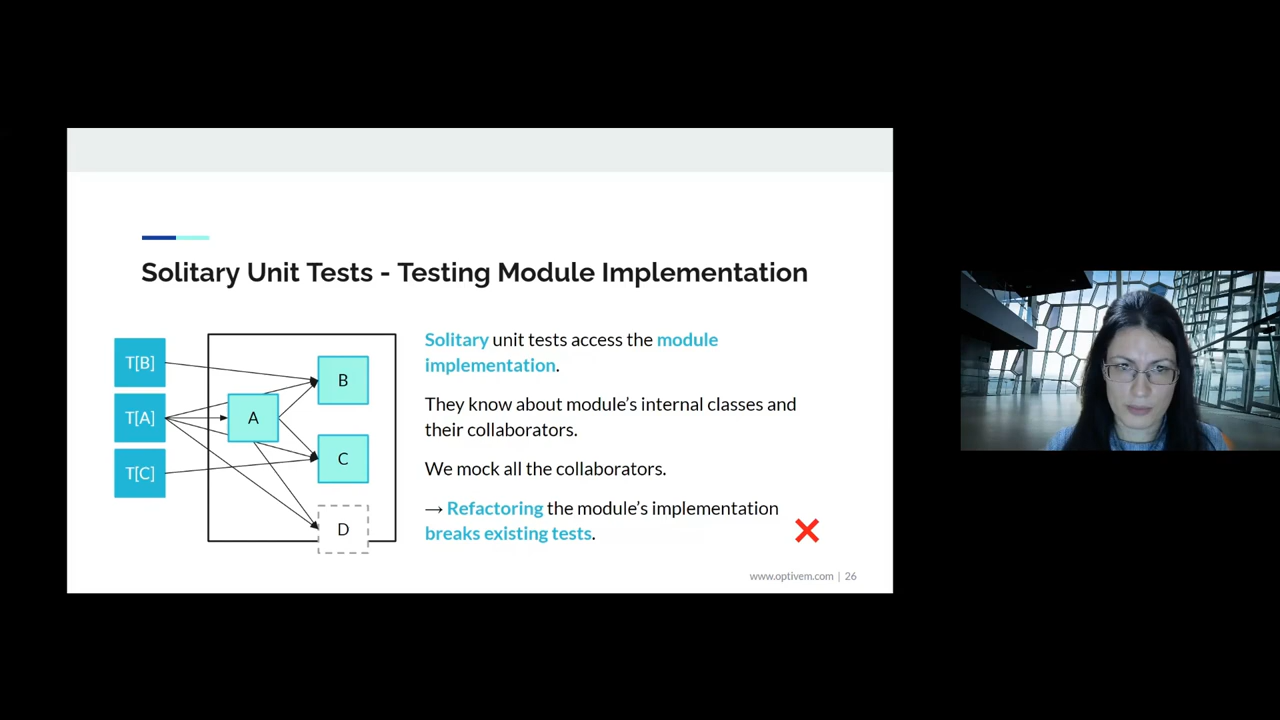 Solitary Unit Tests - Testing Module Implementation
T[B]
T[A]
T[C]
A
B
C
D
Solitary unit tests access the module
implementation.
They know about module's internal classes and
their collaborators.
We mock all the collaborators.
→ Refactoring the module's implementation
breaks existing tests.
www.optivem.com | 26